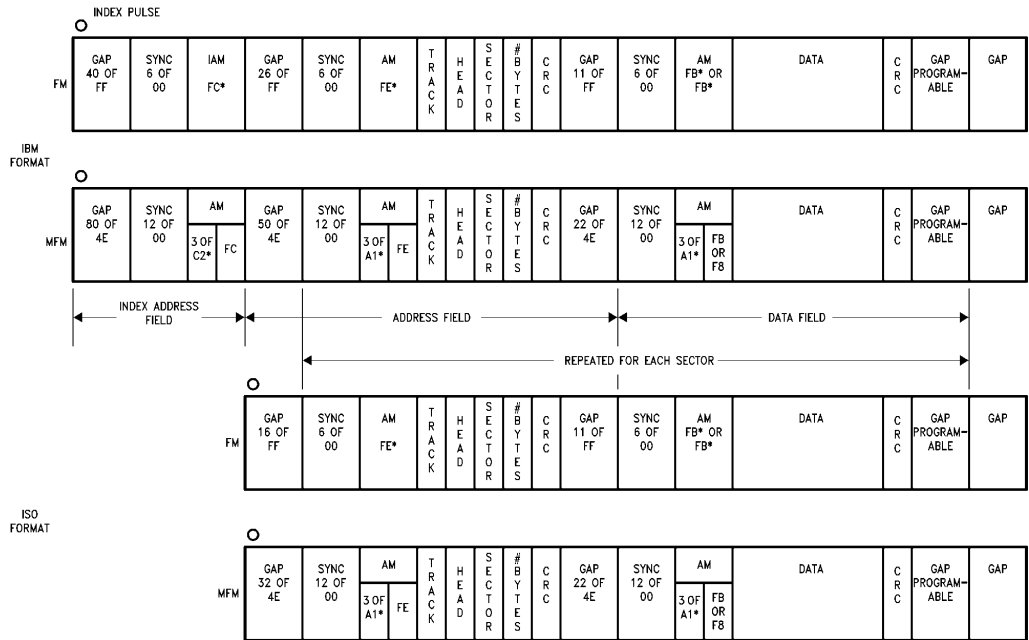 INDEX PULSE
FM
GAP 40 OF FF
SYNC 6 OF 00
IAM FC*
GAP 26 OF FF
SYNC 6 OF 00
AM FE*
TRACK
HEAD
SECTOR
#BYTES
CRC
GAP 11 OF FF
SYNC 6 OF 00
AM FB* OR FB*
DATA
CRC
GAP PROGRAM-ABLE
GAP
IBM FORMAT
MFM
GAP 80 OF 4E
SYNC 12 OF 00
AM
3 OF C2*
FC
GAP 50 OF 4E
SYNC 12 OF 00
AM
3 OF A1*
FE
TRACK
HEAD
SECTOR
#BYTES
CRC
GAP 22 OF 4E
SYNC 12 OF 00
AM
3 OF A1*
FB OR F8
DATA
CRC
GAP PROGRAM-ABLE
GAP
INDEX ADDRESS FIELD
ADDRESS FIELD
DATA FIELD
REPEATED FOR EACH SECTOR
FM
GAP 16 OF FF
SYNC 6 OF 00
AM FE*
TRACK
HEAD
SECTOR
#BYTES
CRC
GAP 11 OF FF
SYNC 6 OF 00
AM FB* OR FB*
DATA
CRC
GAP PROGRAM-ABLE
GAP
ISO FORMAT
MFM
GAP 32 OF 4E
SYNC 12 OF 00
AM
3 OF A1*
FE
TRACK
HEAD
SECTOR
#BYTES
CRC
GAP 22 OF 4E
SYNC 12 OF 00
AM
3 OF A1*
FB OR F8
DATA
CRC
GAP PROGRAM-ABLE
GAP